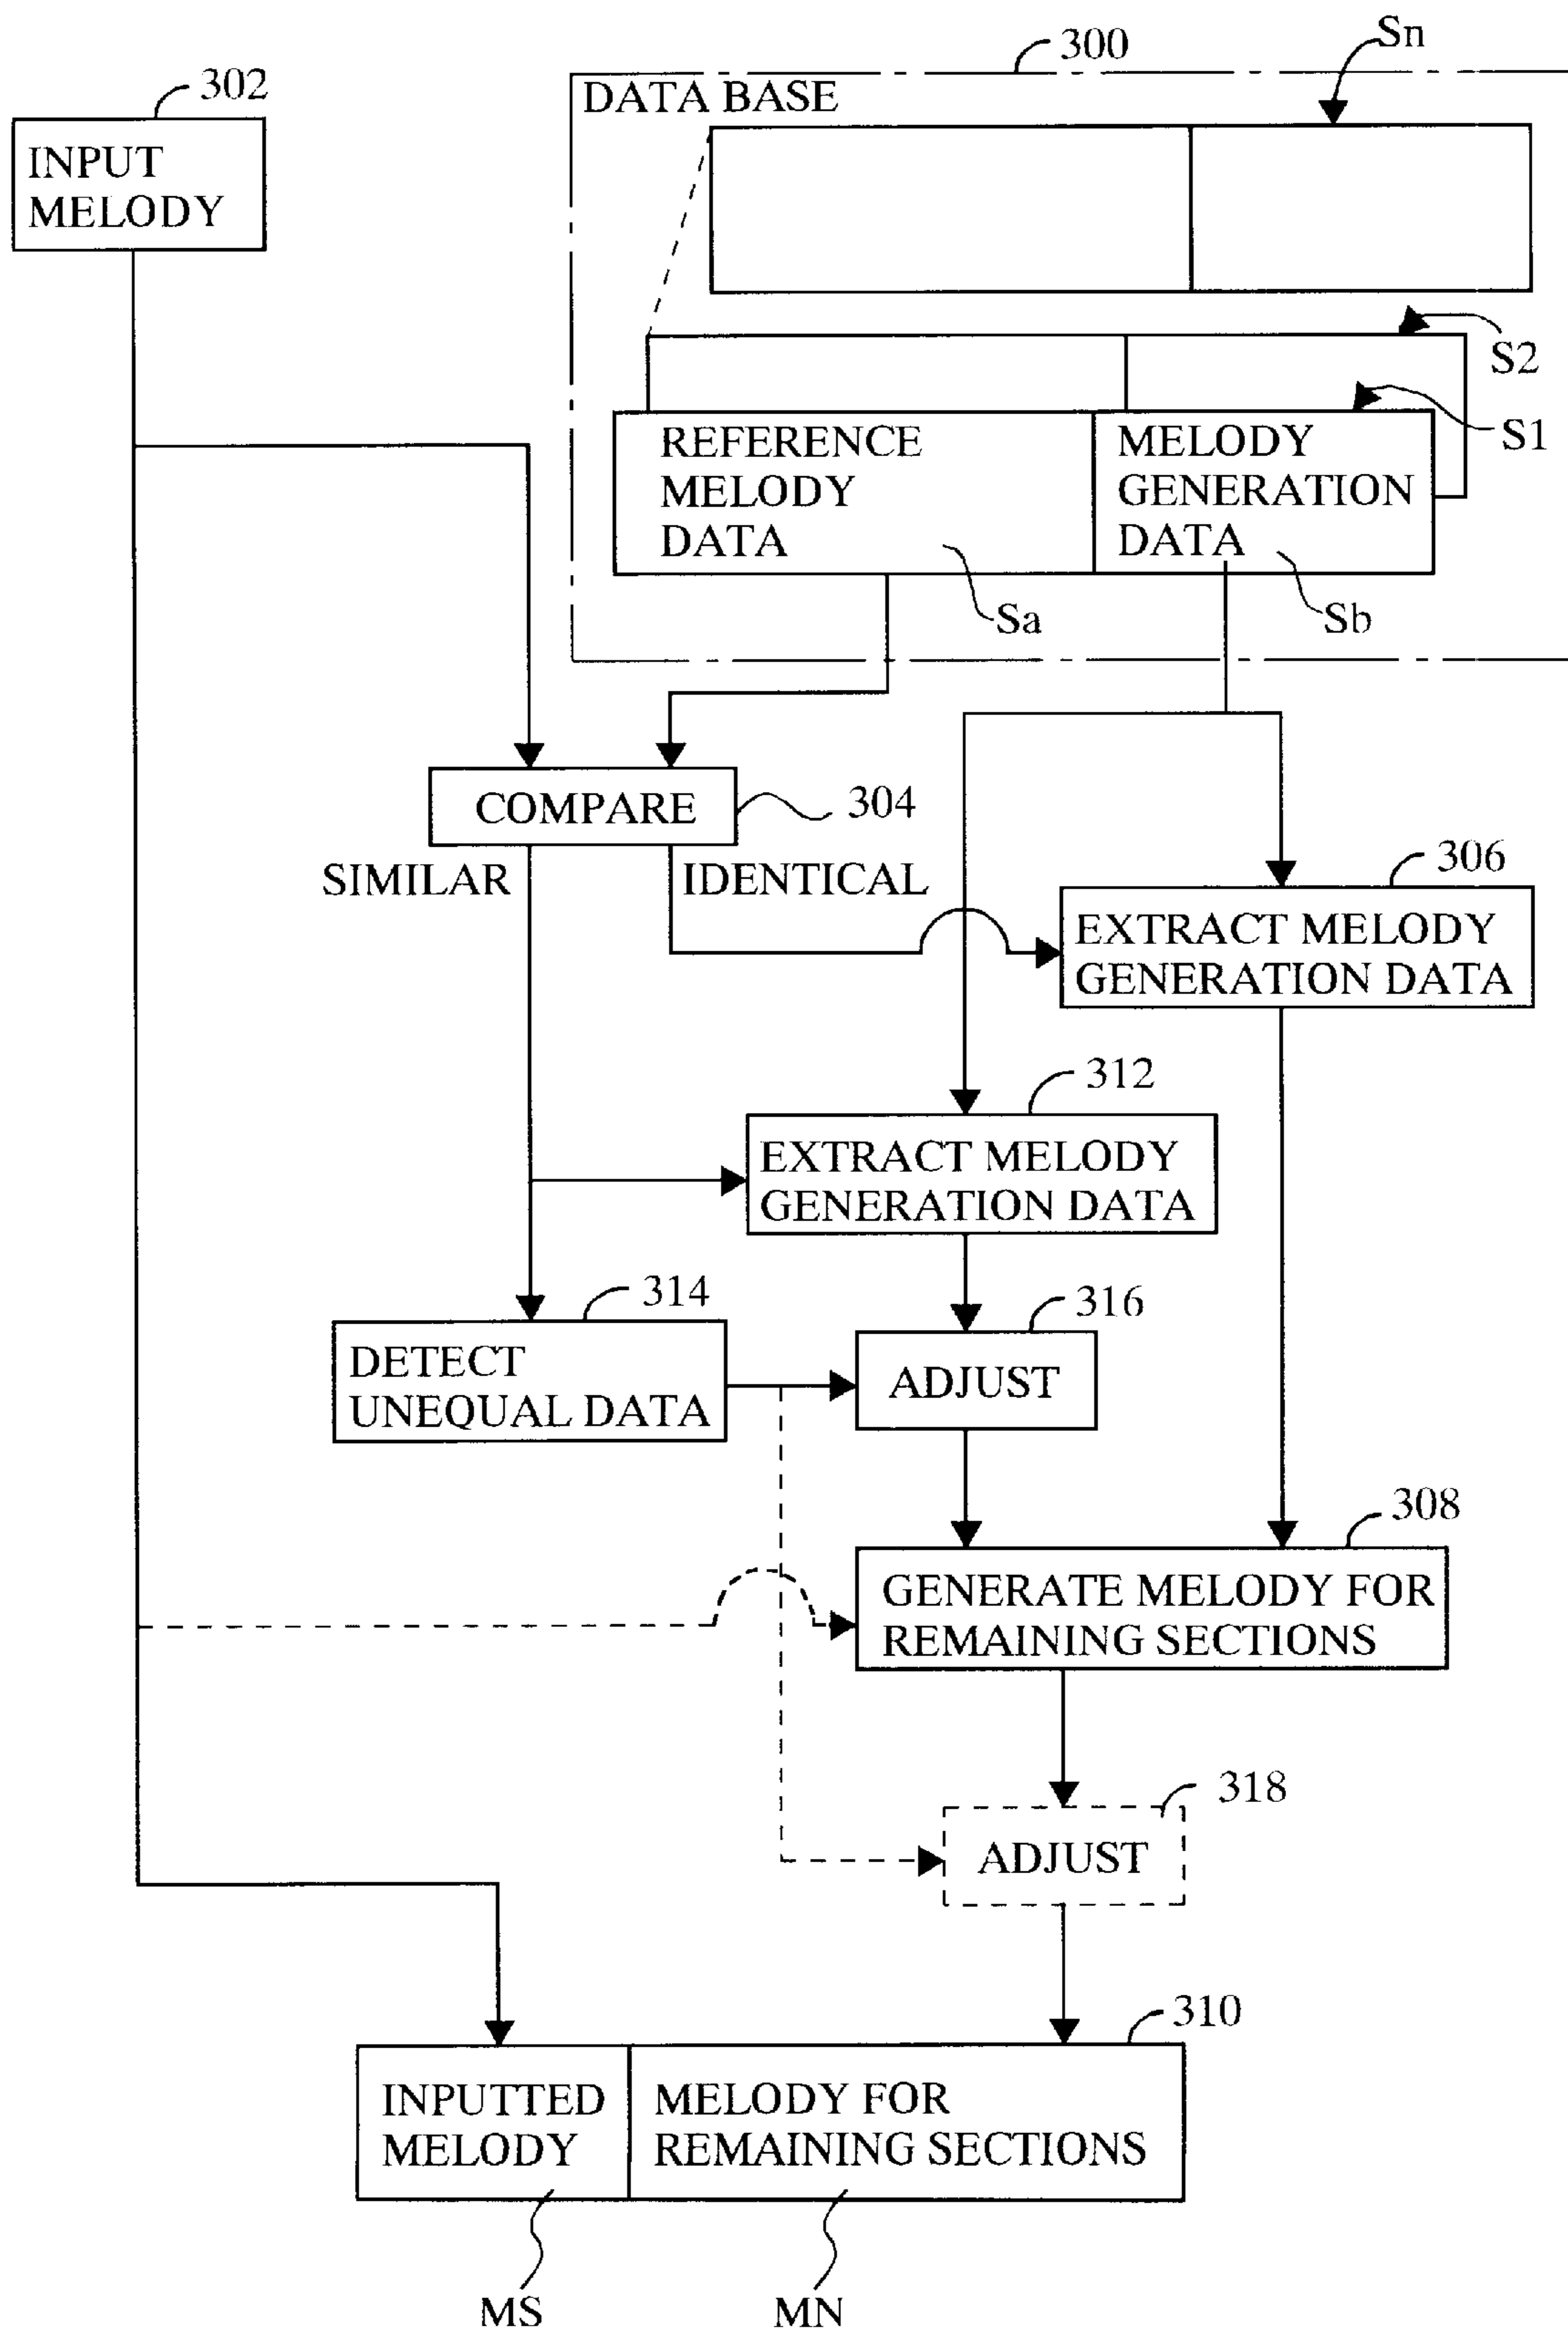 300
Sn
302
DATA BASE
INPUT
MELODY
S2
S1
REFERENCE
MELODY
DATA
MELODY
GENERATION
DATA
Sa
Sb
COMPARE
304
SIMILAR
IDENTICAL
306
EXTRACT MELODY
GENERATION DATA
312
EXTRACT MELODY
GENERATION DATA
314
316
DETECT
UNEQUAL DATA
ADJUST
308
GENERATE MELODY FOR
REMAINING SECTIONS
318
ADJUST
310
INPUTTED
MELODY
MELODY FOR
REMAINING SECTIONS
MS
MN